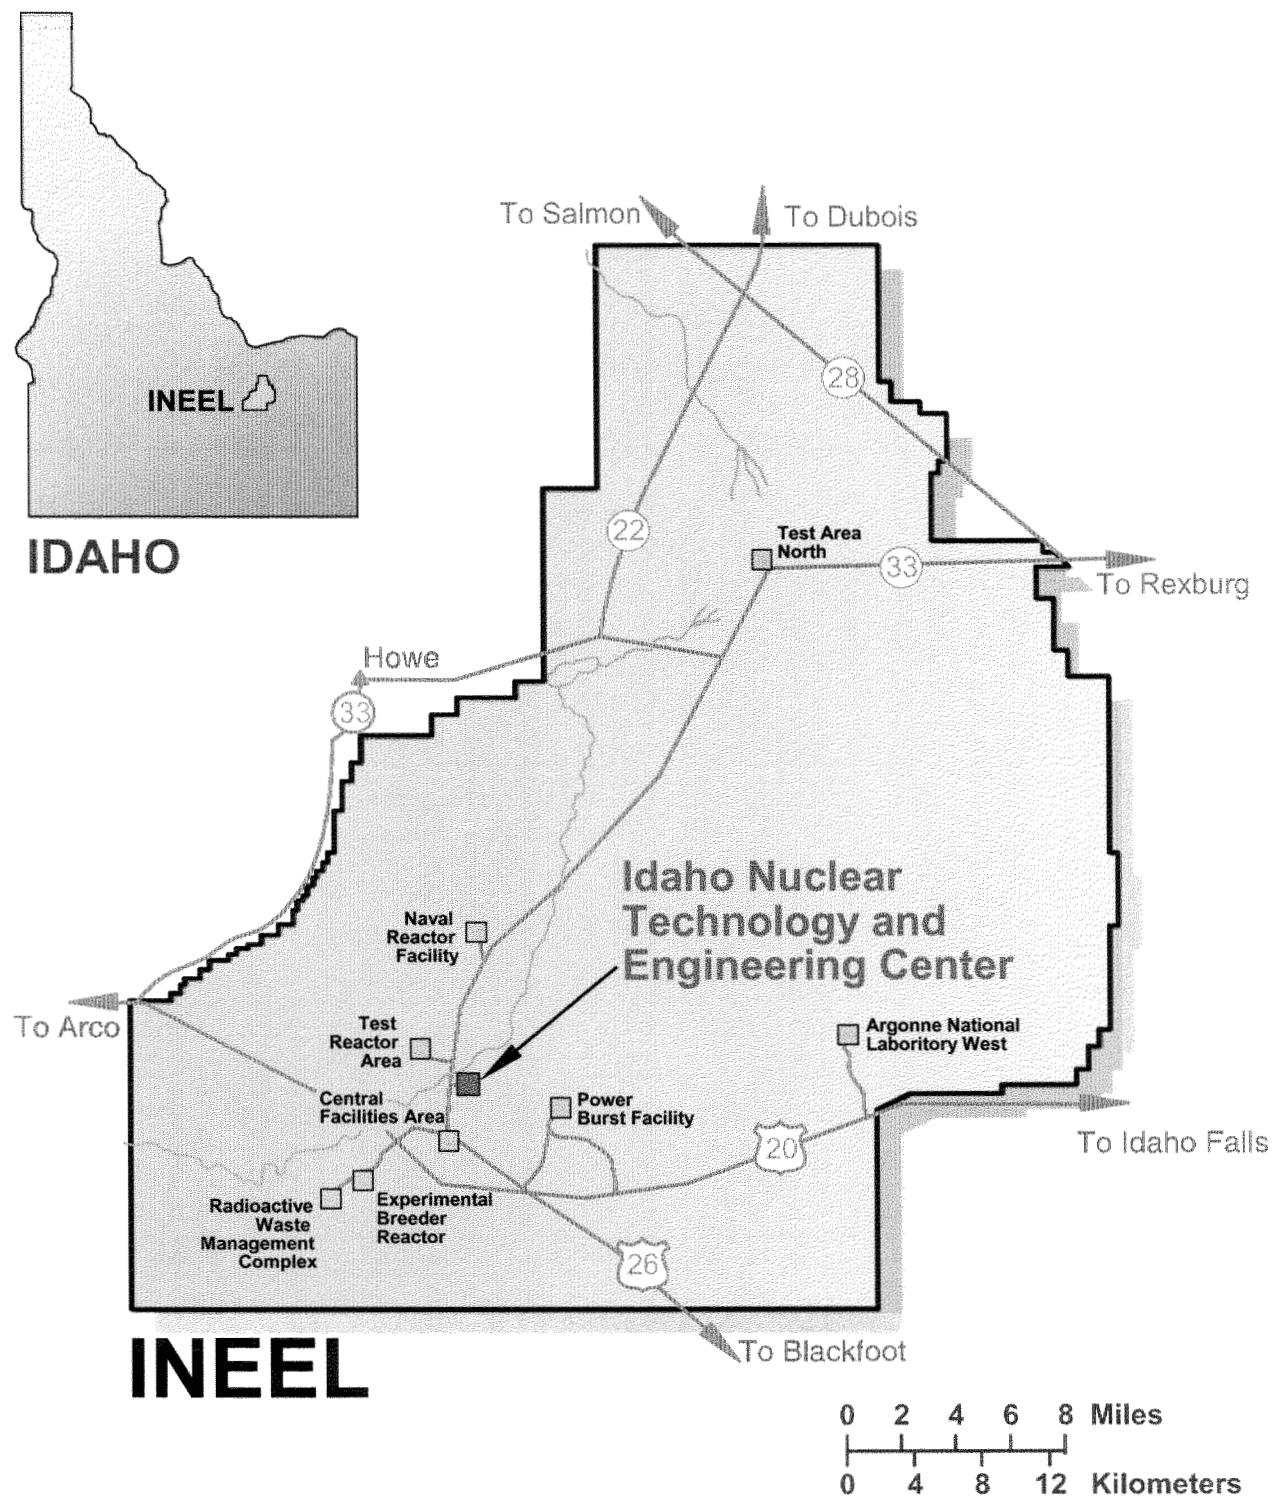 To Salmon
To Dubois
28
INEEL
IDAHO
22
Test Area
North
33
To Rexburg
Howe
33
Idaho Nuclear
Technology and
Engineering Center
Naval
Reactor
Facility
To Arco
Test
Reactor
Area
Argonne National
Laboritory West
Central
Facilities Area
Power
Burst Facility
20
To Idaho Falls
Radioactive
Waste
Management
Complex
Experimental
Breeder
Reactor
26
INEEL
To Blackfoot
0 2 4 6 8 Miles
0 4 8 12 Kilometers